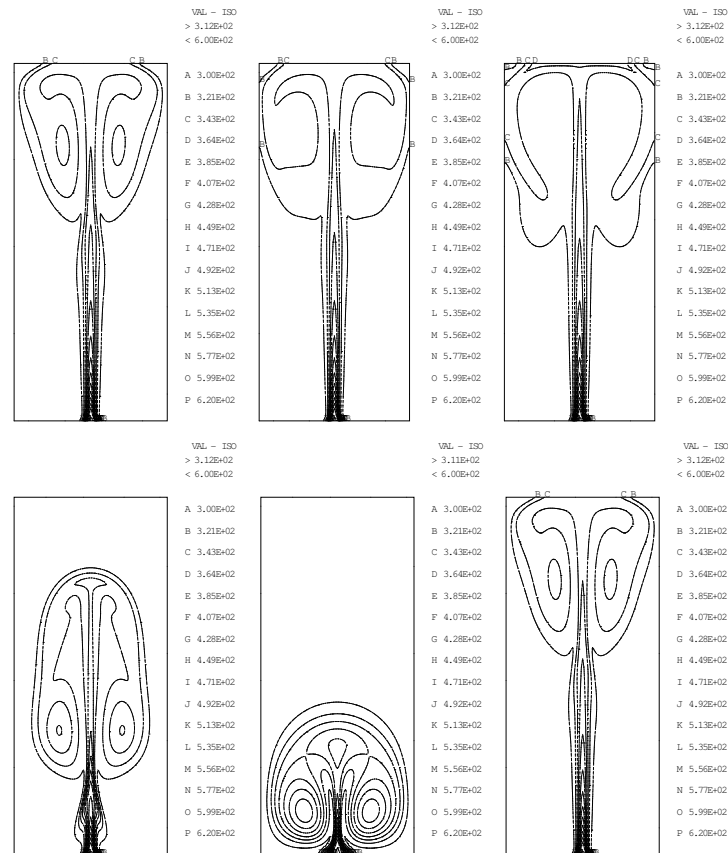 VAL - ISO
> 3.12E+02
< 6.00E+02
B C C B
A 3.00E+02
B 3.21E+02
C 3.43E+02
D 3.64E+02
E 3.85E+02
F 4.07E+02
G 4.28E+02
H 4.49E+02
I 4.71E+02
J 4.92E+02
K 5.13E+02
L 5.35E+02
M 5.56E+02
N 5.77E+02
O 5.99E+02
P 6.20E+02
VAL - ISO
> 3.12E+02
< 6.00E+02
BC CB
B B
B B
A 3.00E+02
B 3.21E+02
C 3.43E+02
D 3.64E+02
E 3.85E+02
F 4.07E+02
G 4.28E+02
H 4.49E+02
I 4.71E+02
J 4.92E+02
K 5.13E+02
L 5.35E+02
M 5.56E+02
N 5.77E+02
O 5.99E+02
P 6.20E+02
VAL - ISO
> 3.12E+02
< 6.00E+02
B C D D C B
B B
C C
C C
B B
A 3.00E+02
B 3.21E+02
C 3.43E+02
D 3.64E+02
E 3.85E+02
F 4.07E+02
G 4.28E+02
H 4.49E+02
I 4.71E+02
J 4.92E+02
K 5.13E+02
L 5.35E+02
M 5.56E+02
N 5.77E+02
O 5.99E+02
P 6.20E+02
VAL - ISO
> 3.12E+02
< 6.00E+02
A 3.00E+02
B 3.21E+02
C 3.43E+02
D 3.64E+02
E 3.85E+02
F 4.07E+02
G 4.28E+02
H 4.49E+02
I 4.71E+02
J 4.92E+02
K 5.13E+02
L 5.35E+02
M 5.56E+02
N 5.77E+02
O 5.99E+02
P 6.20E+02
VAL - ISO
> 3.11E+02
< 6.00E+02
A 3.00E+02
B 3.21E+02
C 3.43E+02
D 3.64E+02
E 3.85E+02
F 4.07E+02
G 4.28E+02
H 4.49E+02
I 4.71E+02
J 4.92E+02
K 5.13E+02
L 5.35E+02
M 5.56E+02
N 5.77E+02
O 5.99E+02
P 6.20E+02
VAL - ISO
> 3.12E+02
< 6.00E+02
B C C B
A 3.00E+02
B 3.21E+02
C 3.43E+02
D 3.64E+02
E 3.85E+02
F 4.07E+02
G 4.28E+02
H 4.49E+02
I 4.71E+02
J 4.92E+02
K 5.13E+02
L 5.35E+02
M 5.56E+02
N 5.77E+02
O 5.99E+02
P 6.20E+02